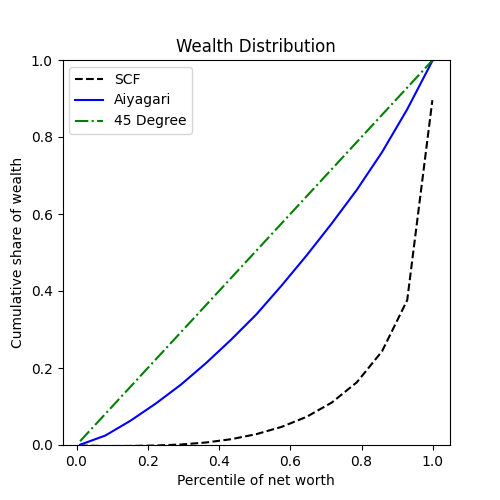 Wealth Distribution
SCF
Aiyagari
45 Degree
1.0
0.8
0.6
0.4
0.2
0.0
Cumulative share of wealth
0.0 0.2 0.4 0.6 0.8 1.0
Percentile of net worth